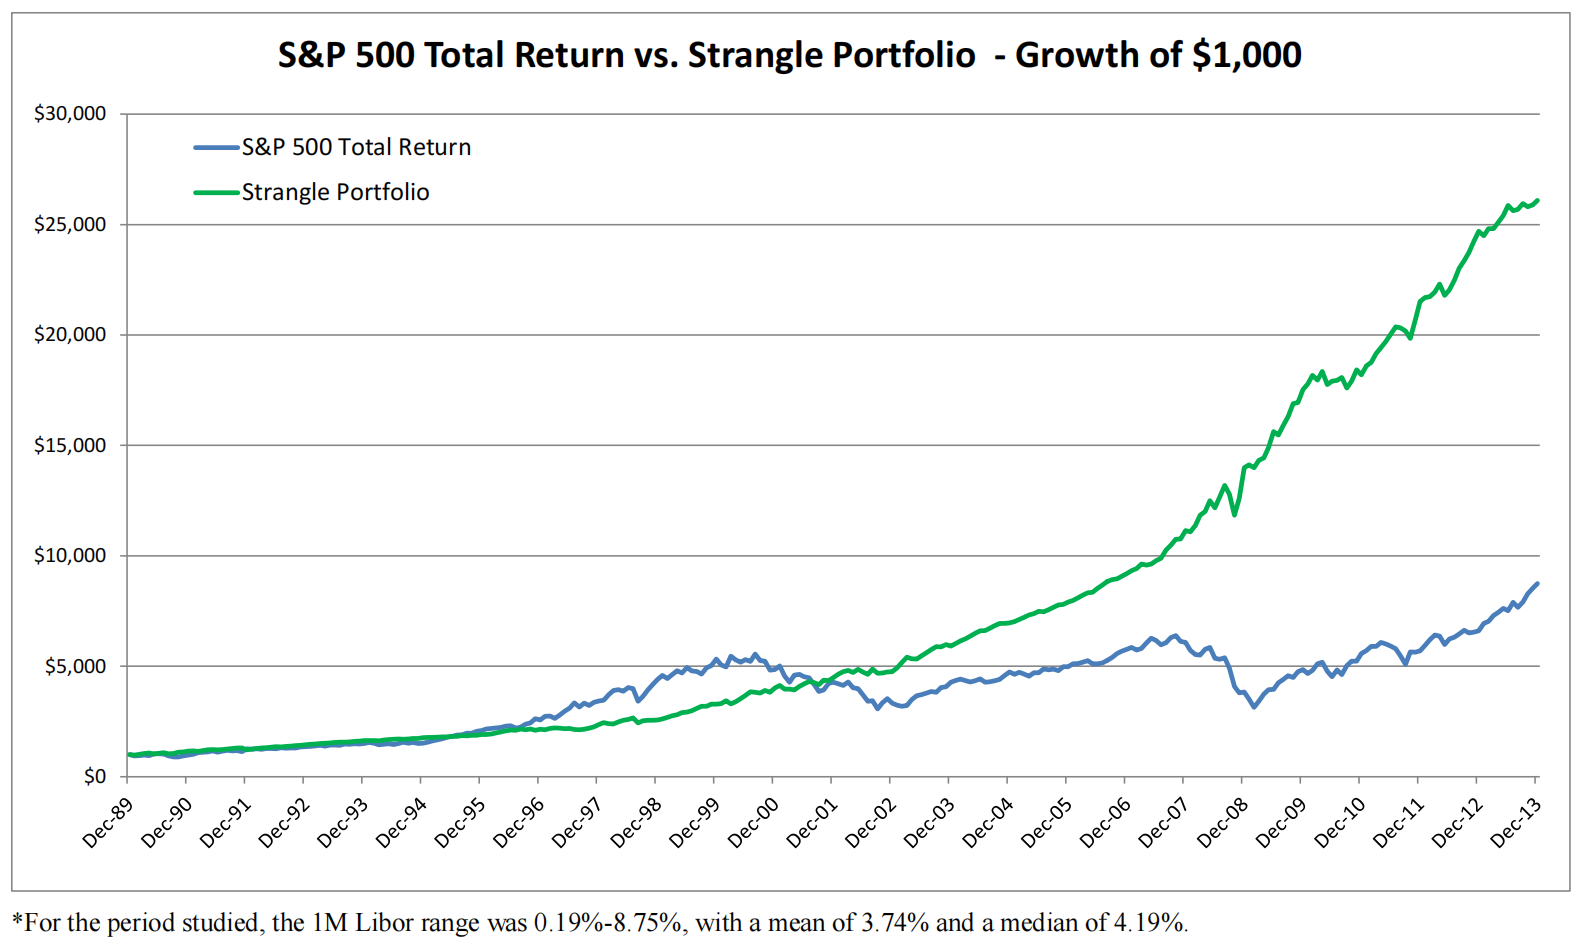 S&P 500 Total Return vs. Strangle Portfolio - Growth of $1,000
$30,000
$25,000
$20,000
$15,000
$10,000
$5,000
$0
S&P 500 Total Return
Strangle Portfolio
Dec-89
Dec-90
Dec-91
Dec-92
Dec-93
Dec-94
Dec-95
Dec-96
Dec-97
Dec-98
Dec-99
Dec-00
Dec-01
Dec-02
Dec-03
Dec-04
Dec-05
Dec-06
Dec-07
Dec-08
Dec-09
Dec-10
Dec-11
Dec-12
Dec-13
*For the period studied, the 1M Libor range was 0.19%-8.75%, with a mean of 3.74% and a median of 4.19%.